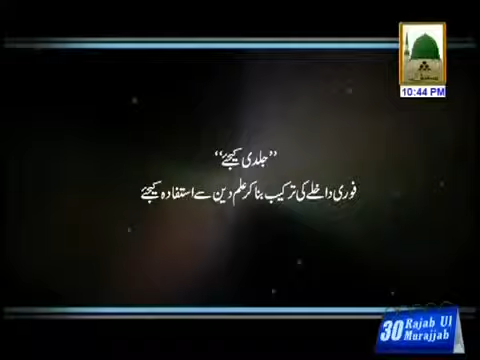 10:44 PM
”جلدی کیجئے“
فوری داخلے کی ترکیب بنا کر علم دین سے استفادہ کیجئے
30 Rajab Ul
Murajjab